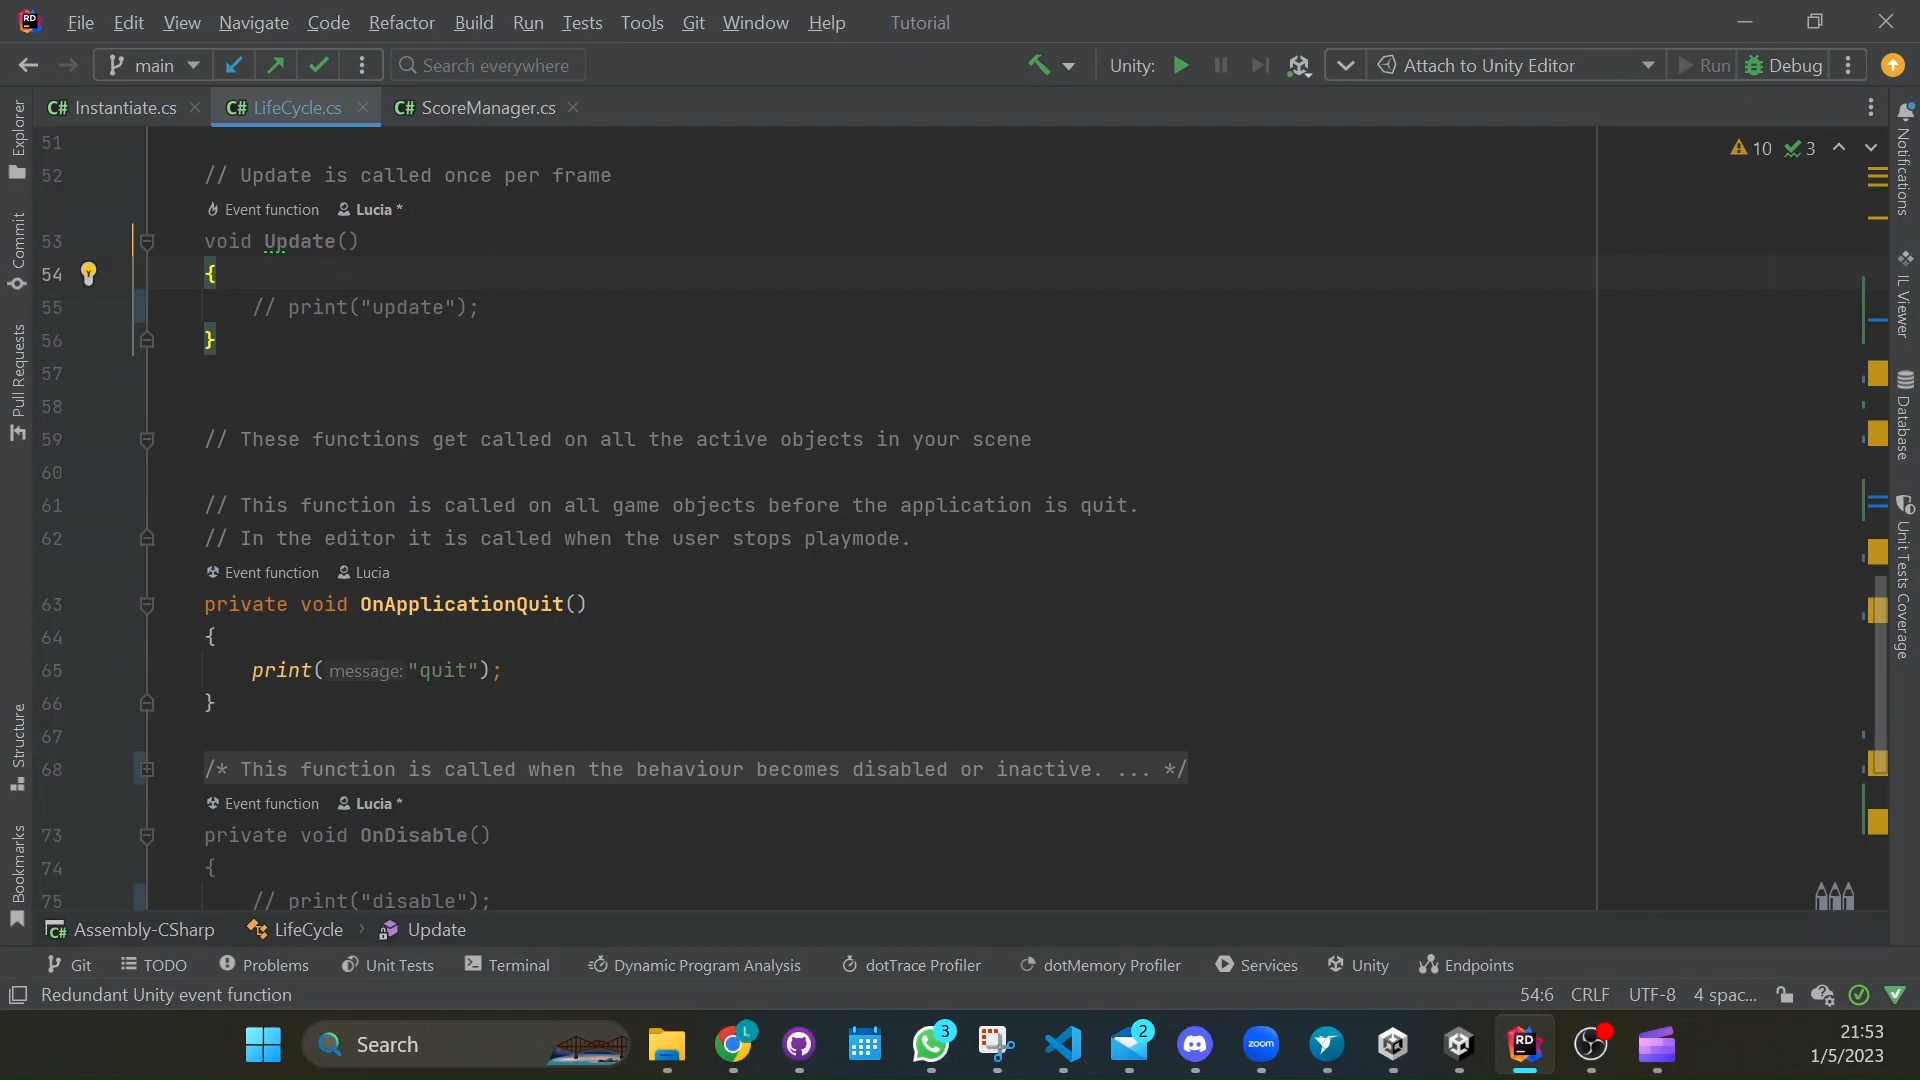 File Edit View Navigate Code Refactor Build Run Tests Tools Git Window Help Tutorial
main Search everywhere Unity: Attach to Unity Editor Run Debug
C# Instantiate.cs C# LifeCycle.cs C# ScoreManager.cs
51
10 3
52 // Update is called once per frame
Event function Lucia *
53 void Update()
54 {
55 // print("update");
56 }
57
58
59 // These functions get called on all the active objects in your scene
60
61 // This function is called on all game objects before the application is quit.
62 // In the editor it is called when the user stops playmode.
Event function Lucia
63 private void OnApplicationQuit()
64 {
65 print( message: "quit");
66 }
67
68 /* This function is called when the behaviour becomes disabled or inactive. ... */
Event function Lucia *
73 private void OnDisable()
74 {
75 // print("disable");
Explorer
Commit
Pull Requests
Structure
Bookmarks
Notifications
IL Viewer
Database
Unit Tests Coverage
C# Assembly-CSharp LifeCycle Update
Git TODO Problems Unit Tests Terminal Dynamic Program Analysis dotTrace Profiler dotMemory Profiler Services Unity Endpoints
Redundant Unity event function 54:6 CRLF UTF-8 4 spac...
Search L 3 2 zoom RD 21:53
1/5/2023